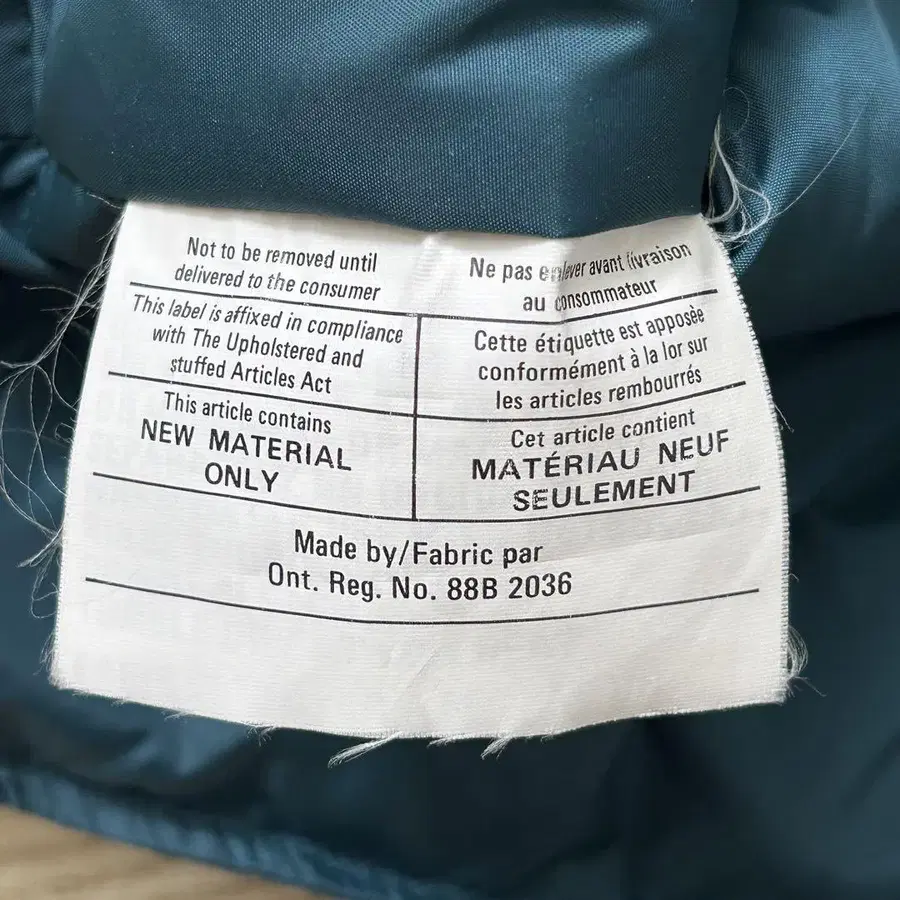 Not to be removed until
delivered to the consumer
Ne pas enlever avant livraison
au consommateur
This label is affixed in compliance
with The Upholstered and
stuffed Articles Act
Cette étiquette est apposée
conformément à la lor sur
les articles rembourrés
This article contains
NEW MATERIAL
ONLY
Cet article contient
MATÉRIAU NEUF
SEULEMENT
Made by/Fabric par
Ont. Reg. No. 88B 2036